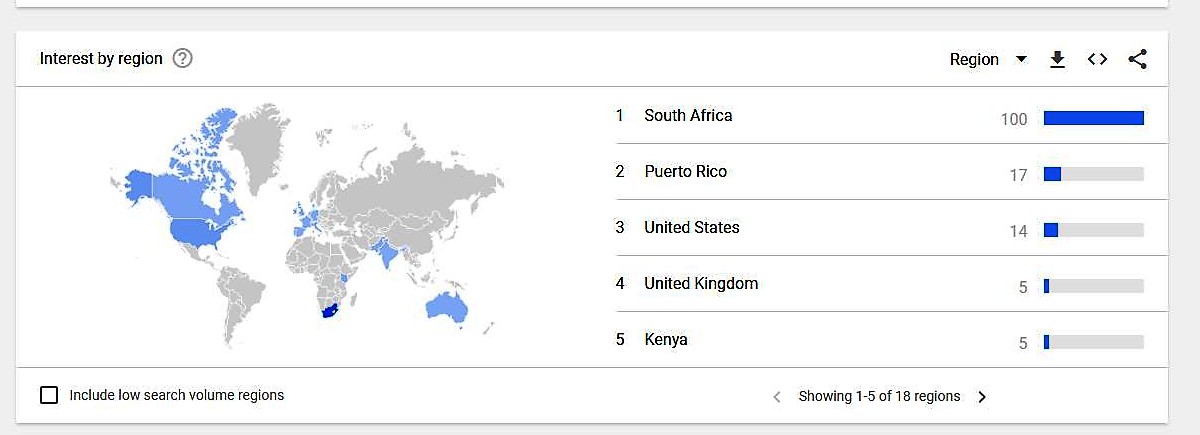 Interest by region
Region
1 South Africa 100
2 Puerto Rico 17
3 United States 14
4 United Kingdom 5
5 Kenya 5
Include low search volume regions
Showing 1-5 of 18 regions